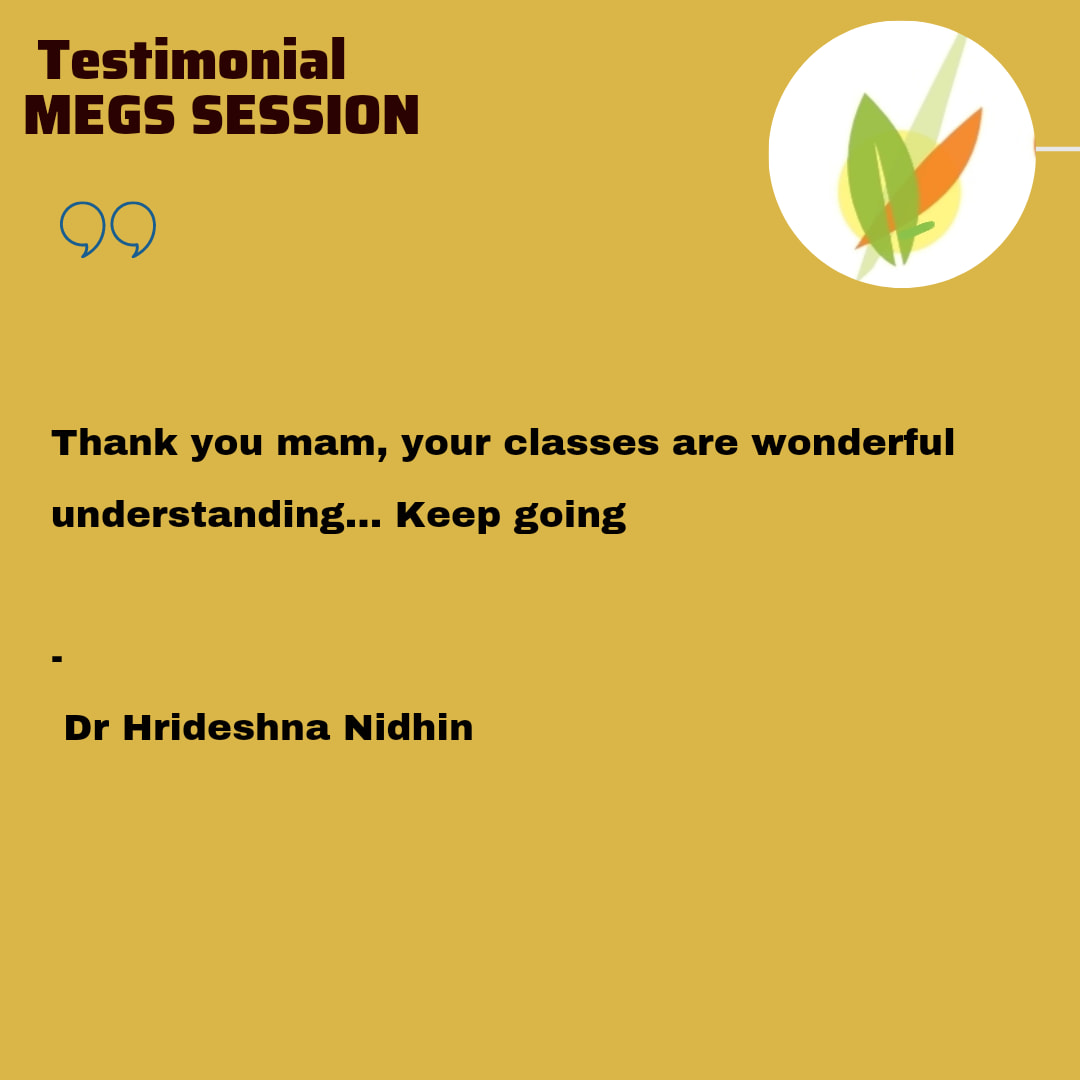 Testimonial
MEGS SESSION
Thank you mam, your classes are wonderful
understanding... Keep going
-
Dr Hrideshna Nidhin